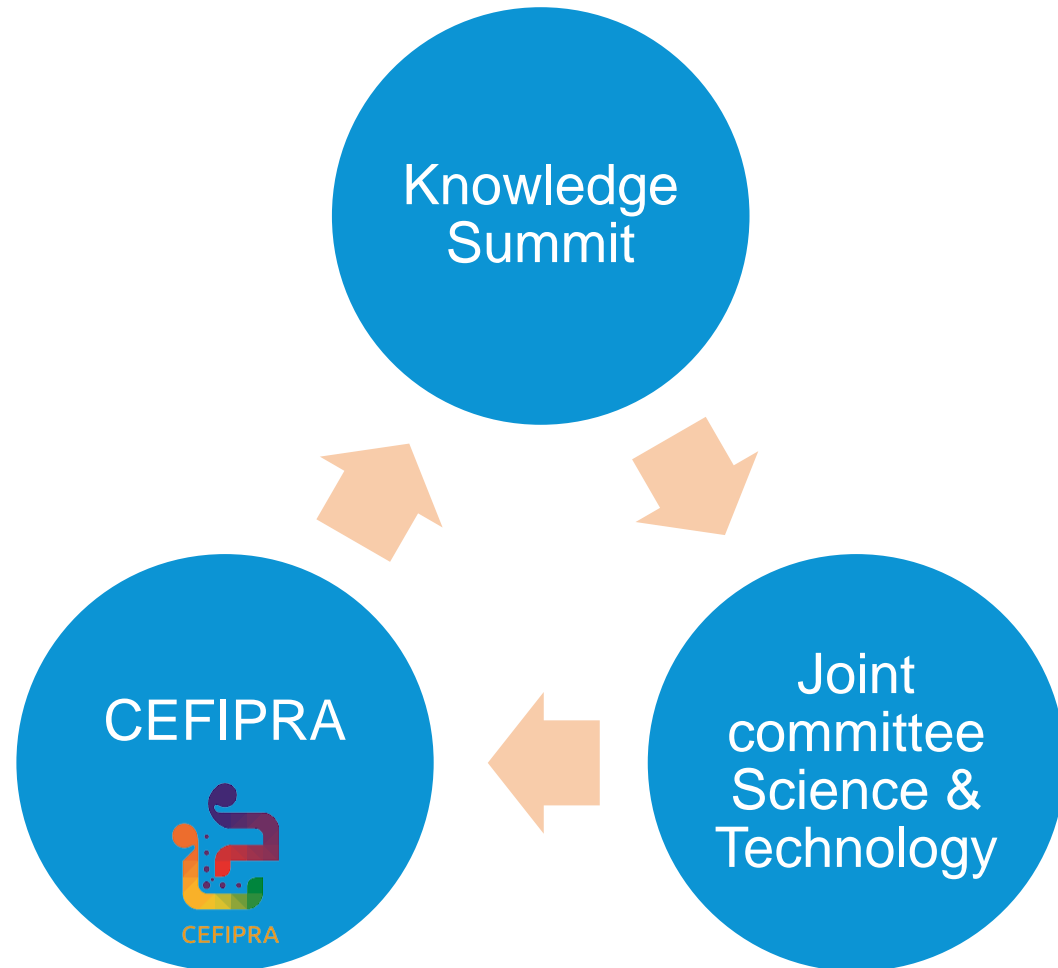 Knowledge
Summit
CEFIPRA
CEFIPRA
Joint
committee
Science &
Technology